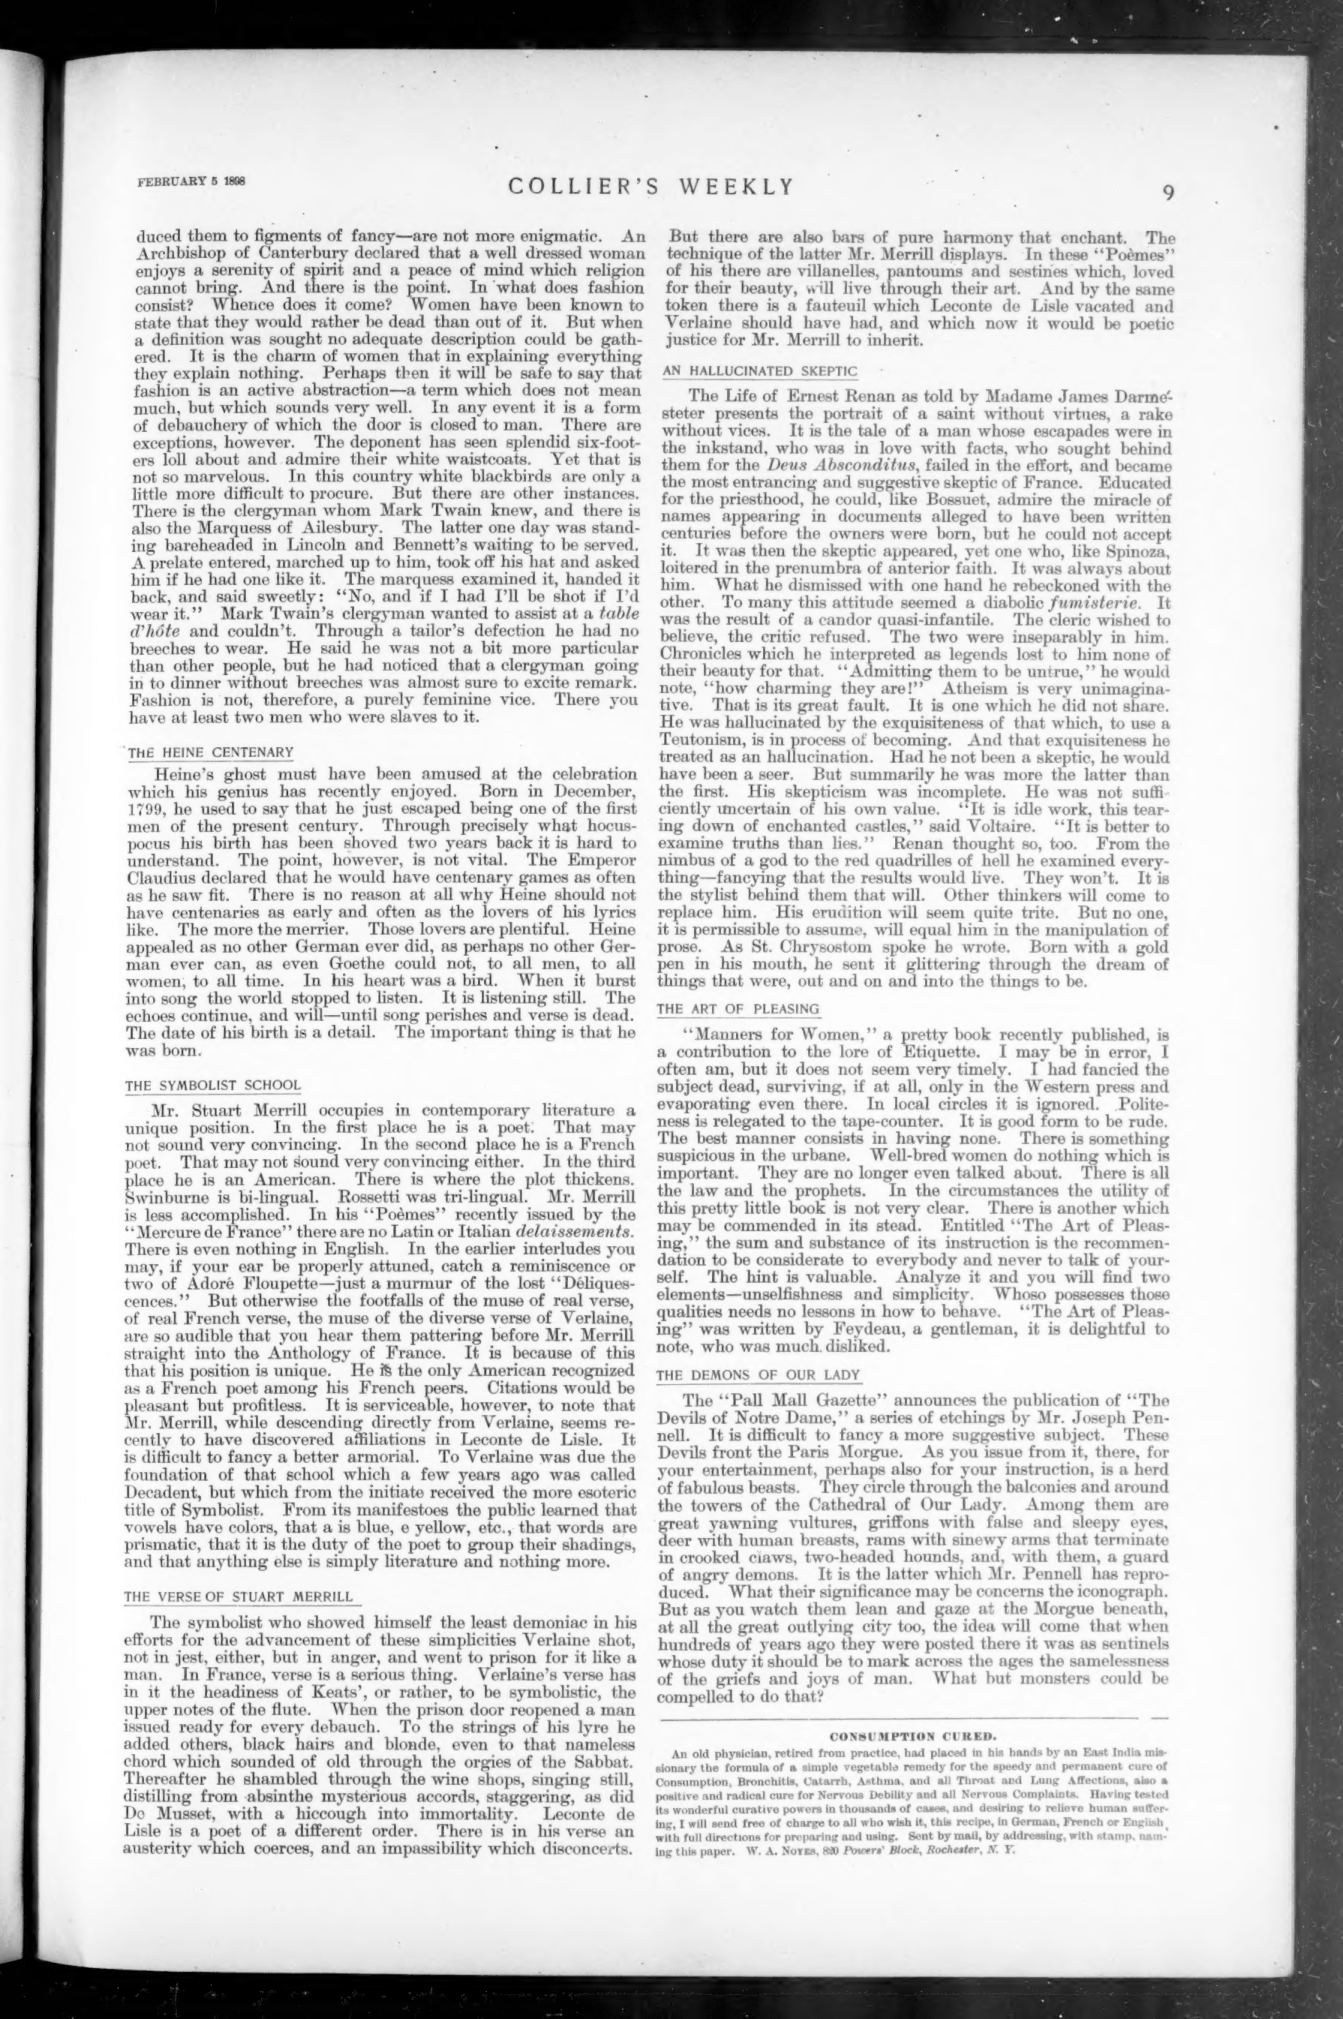 FEBRUARY 5 1898
COLLIER'S WEEKLY
9
duced them to figments of fancy—are not more enigmatic. An
Archbishop of Canterbury declared that a well dressed woman
enjoys a serenity of spirit and a peace of mind which religion
cannot bring. And there is the point. In what does fashion
consist? Whence does it come? Women have been known to
state that they would rather be dead than out of it. But when
a definition was sought no adequate description could be gath-
ered. It is the charm of women that in explaining everything
they explain nothing. Perhaps then it will be safe to say that
fashion is an active abstraction—a term which does not mean
much, but which sounds very well. In any event it is a form
of debauchery of which the door is closed to man. There are
exceptions, however. The deponent has seen splendid six-foot-
ers loll about and admire their white waistcoats. Yet that is
not so marvelous. In this country white blackbirds are only a
little more difficult to procure. But there are other instances.
There is the clergyman whom Mark Twain knew, and there is
also the Marquess of Ailesbury. The latter one day was stand-
ing bareheaded in Lincoln and Bennett's waiting to be served.
A prelate entered, marched up to him, took off his hat and asked
him if he had one like it. The marquess examined it, handed it
back, and said sweetly: "No, and if I had I'll be shot if I'd
wear it." Mark Twain's clergyman wanted to assist at a table
d'hôte and couldn't. Through a tailor's defection he had no
breeches to wear. He said he was not a bit more particular
than other people, but he had noticed that a clergyman going
in to dinner without breeches was almost sure to excite remark.
Fashion is not, therefore, a purely feminine vice. There you
have at least two men who were slaves to it.
THE HEINE CENTENARY
Heine's ghost must have been amused at the celebration
which his genius has recently enjoyed. Born in December,
1799, he used to say that he just escaped being one of the first
men of the present century. Through precisely what hocus-
pocus his birth has been shoved two years back it is hard to
understand. The point, however, is not vital. The Emperor
Claudius declared that he would have centenary games as often
as he saw fit. There is no reason at all why Heine should not
have centenaries as early and often as the lovers of his lyrics
like. The more the merrier. Those lovers are plentiful. Heine
appealed as no other German ever did, as perhaps no other Ger-
man ever can, as even Goethe could not, to all men, to all
women, to all time. In his heart was a bird. When it burst
into song the world stopped to listen. It is listening still. The
echoes continue, and will—until song perishes and verse is dead.
The date of his birth is a detail. The important thing is that he
was born.
THE SYMBOLIST SCHOOL
Mr. Stuart Merrill occupies in contemporary literature a
unique position. In the first place he is a poet. That may
not sound very convincing. In the second place he is a French
poet. That may not sound very convincing either. In the third
place he is an American. There is where the plot thickens.
Swinburne is bi-lingual. Rossetti was tri-lingual. Mr. Merrill
is less accomplished. In his "Poèmes" recently issued by the
"Mercure de France" there are no Latin or Italian delaissements.
There is even nothing in English. In the earlier interludes you
may, if your ear be properly attuned, catch a reminiscence or
two of Adoré Floupette—just a murmur of the lost "Déliques-
cences." But otherwise the footfalls of the muse of real verse,
of real French verse, the muse of the diverse verse of Verlaine,
are so audible that you hear them pattering before Mr. Merrill
straight into the Anthology of France. It is because of this
that his position is unique. He is the only American recognized
as a French poet among his French peers. Citations would be
pleasant but profitless. It is serviceable, however, to note that
Mr. Merrill, while descending directly from Verlaine, seems re-
cently to have discovered affiliations in Leconte de Lisle. It
is difficult to fancy a better armorial. To Verlaine was due the
foundation of that school which a few years ago was called
Decadent, but which from the initiate received the more esoteric
title of Symbolist. From its manifestoes the public learned that
vowels have colors, that a is blue, e yellow, etc., that words are
prismatic, that it is the duty of the poet to group their shadings,
and that anything else is simply literature and nothing more.
THE VERSE OF STUART MERRILL
The symbolist who showed himself the least demoniac in his
efforts for the advancement of these simplicities Verlaine shot,
not in jest, either, but in anger, and went to prison for it like a
man. In France, verse is a serious thing. Verlaine's verse has
in it the headiness of Keats', or rather, to be symbolistic, the
upper notes of the flute. When the prison door reopened a man
issued ready for every debauch. To the strings of his lyre he
added others, black hairs and blonde, even to that nameless
chord which sounded of old through the orgies of the Sabbat.
Thereafter he shambled through the wine shops, singing still,
distilling from absinthe mysterious accords, staggering, as did
De Musset, with a hiccough into immortality. Leconte de
Lisle is a poet of a different order. There is in his verse an
austerity which coerces, and an impassibility which disconcerts.
But there are also bars of pure harmony that enchant. The
technique of the latter Mr. Merrill displays. In these "Poèmes"
of his there are villanelles, pantoums and sestines which, loved
for their beauty, will live through their art. And by the same
token there is a fauteuil which Leconte de Lisle vacated and
Verlaine should have had, and which now it would be poetic
justice for Mr. Merrill to inherit.
AN HALLUCINATED SKEPTIC
The Life of Ernest Renan as told by Madame James Darme-
steter presents the portrait of a saint without virtues, a rake
without vices. It is the tale of a man whose escapades were in
the inkstand, who was in love with facts, who sought behind
them for the Deus Absconditus, failed in the effort, and became
the most entrancing and suggestive skeptic of France. Educated
for the priesthood, he could, like Bossuet, admire the miracle of
names appearing in documents alleged to have been written
centuries before the owners were born, but he could not accept
it. It was then the skeptic appeared, yet one who, like Spinoza,
loitered in the prenumbra of anterior faith. It was always about
him. What he dismissed with one hand he rebeckoned with the
other. To many this attitude seemed a diabolic fumisterie. It
was the result of a candor quasi-infantile. The cleric wished to
believe, the critic refused. The two were inseparably in him.
Chronicles which he interpreted as legends lost to him none of
their beauty for that. "Admitting them to be untrue," he would
note, "how charming they are!" Atheism is very unimagina-
tive. That is its great fault. It is one which he did not share.
He was hallucinated by the exquisiteness of that which, to use a
Teutonism, is in process of becoming. And that exquisiteness he
treated as an hallucination. Had he not been a skeptic, he would
have been a seer. But summarily he was more the latter than
the first. His skepticism was incomplete. He was not suffi-
ciently uncertain of his own value. "It is idle work, this tear-
ing down of enchanted castles," said Voltaire. "It is better to
examine truths than lies." Renan thought so, too. From the
nimbus of a god to the red quadrilles of hell he examined every-
thing—fancying that the results would live. They won't. It is
the stylist behind them that will. Other thinkers will come to
replace him. His erudition will seem quite trite. But no one,
it is permissible to assume, will equal him in the manipulation of
prose. As St. Chrysostom spoke he wrote. Born with a gold
pen in his mouth, he sent it glittering through the dream of
things that were, out and on and into the things to be.
THE ART OF PLEASING
"Manners for Women," a pretty book recently published, is
a contribution to the lore of Etiquette. I may be in error, I
often am, but it does not seem very timely. I had fancied the
subject dead, surviving, if at all, only in the Western press and
evaporating even there. In local circles it is ignored. Polite-
ness is relegated to the tape-counter. It is good form to be rude.
The best manner consists in having none. There is something
suspicious in the urbane. Well-bred women do nothing which is
important. They are no longer even talked about. There is all
the law and the prophets. In the circumstances the utility of
this pretty little book is not very clear. There is another which
may be commended in its stead. Entitled "The Art of Pleas-
ing," the sum and substance of its instruction is the recommen-
dation to be considerate to everybody and never to talk of your-
self. The hint is valuable. Analyze it and you will find two
elements—unselfishness and simplicity. Whoso possesses those
qualities needs no lessons in how to behave. "The Art of Pleas-
ing" was written by Feydeau, a gentleman, it is delightful to
note, who was much disliked.
THE DEMONS OF OUR LADY
The "Pall Mall Gazette" announces the publication of "The
Devils of Notre Dame," a series of etchings by Mr. Joseph Pen-
nell. It is difficult to fancy a more suggestive subject. These
Devils front the Paris Morgue. As you issue from it, there, for
your entertainment, perhaps also for your instruction, is a herd
of fabulous beasts. They circle through the balconies and around
the towers of the Cathedral of Our Lady. Among them are
great yawning vultures, griffons with false and sleepy eyes,
deer with human breasts, rams with sinewy arms that terminate
in crooked claws, two-headed hounds, and, with them, a guard
of angry demons. It is the latter which Mr. Pennell has repro-
duced. What their significance may be concerns the iconograph.
But as you watch them lean and gaze at the Morgue beneath,
at all the great outlying city too, the idea will come that when
hundreds of years ago they were posted there it was as sentinels
whose duty it should be to mark across the ages the samelessness
of the griefs and joys of man. What but monsters could be
compelled to do that?
CONSUMPTION CURED.
An old physician, retired from practice, had placed in his hands by an East India mis-
sionary the formula of a simple vegetable remedy for the speedy and permanent cure of
Consumption, Bronchitis, Catarrh, Asthma, and all Throat and Lung Affections, also a
positive and radical cure for Nervous Debility and all Nervous Complaints. Having tested
its wonderful curative powers in thousands of cases, and desiring to relieve human suffer-
ing, I will send free of charge to all who wish it, this recipe, in German, French or English,
with full directions for preparing and using. Sent by mail, by addressing, with stamp, nam-
ing this paper. W. A. NOYES, 820 Powers' Block, Rochester, N. Y.